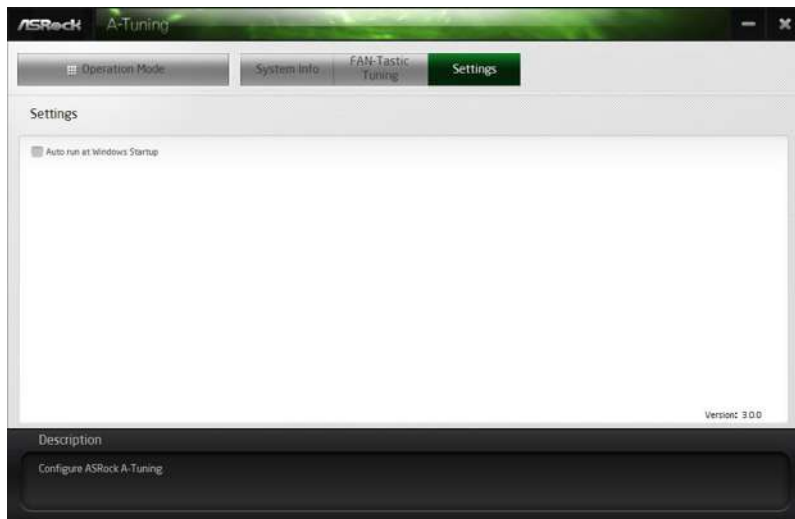 ASRock A-Tuning
Operation Mode
System Info
FAN-Tastic
Tuning
Settings
Settings
Auto run at Windows Startup
Version: 3.0.0
Description
Configure ASRock A-Tuning